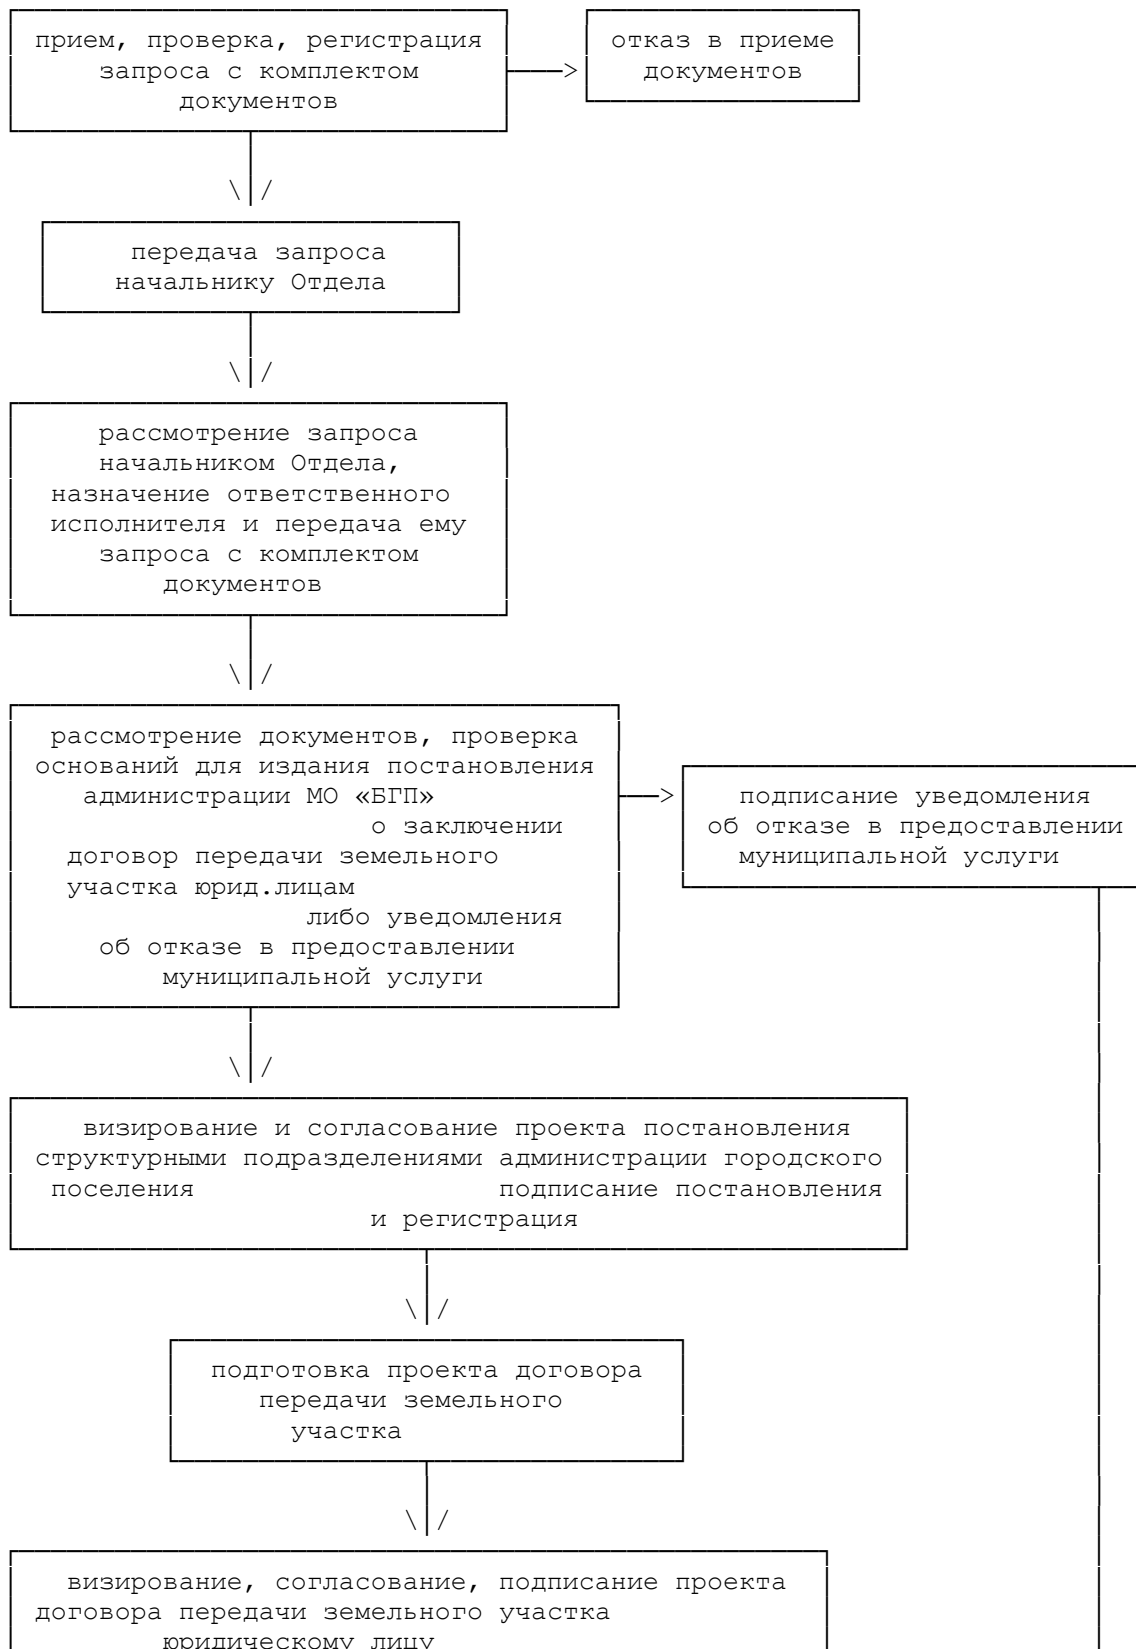 прием, проверка, регистрация
запроса с комплектом
документов
отказ в приеме
документов
передача запроса
начальнику Отдела
рассмотрение запроса
начальником Отдела,
назначение ответственного
исполнителя и передача ему
запроса с комплектом
документов
рассмотрение документов, проверка
оснований для издания постановления
администрации МО «БГП»
о заключении
договор передачи земельного
участка юрид.лицам
либо уведомления
об отказе в предоставлении
муниципальной услуги
подписание уведомления
об отказе в предоставлении
муниципальной услуги
визирование и согласование проекта постановления
структурными подразделениями администрации городского
поселения подписание постановления
и регистрация
подготовка проекта договора
передачи земельного
участка
визирование, согласование, подписание проекта
договора передачи земельного участка
юридическому лицу